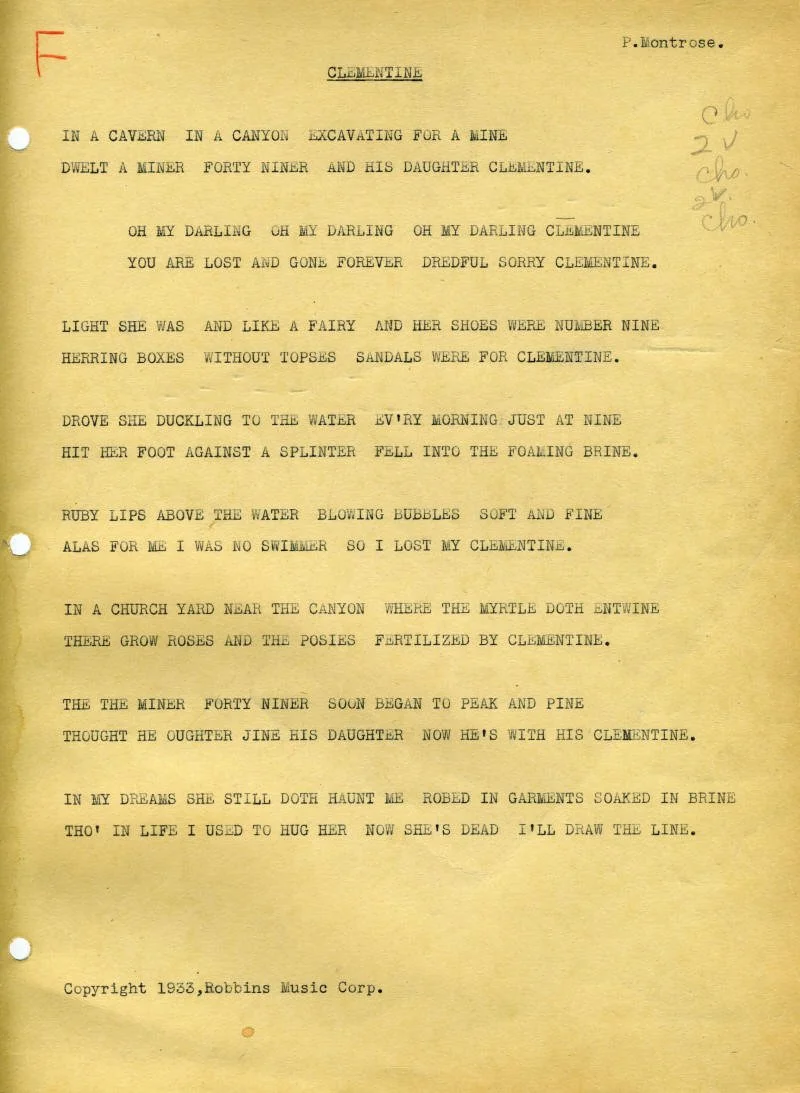 F
P.Montrose.
CLEMENTINE
Cho
2 V
Cho.
2V.
Cho.
IN A CAVERN IN A CANYON EXCAVATING FOR A MINE
DWELT A MINER FORTY NINER AND HIS DAUGHTER CLEMENTINE.
OH MY DARLING OH MY DARLING OH MY DARLING CLEMENTINE
YOU ARE LOST AND GONE FOREVER DREDFUL SORRY CLEMENTINE.
LIGHT SHE WAS AND LIKE A FAIRY AND HER SHOES WERE NUMBER NINE
HERRING BOXES WITHOUT TOPSES SANDALS WERE FOR CLEMENTINE.
DROVE SHE DUCKLING TO THE WATER EV'RY MORNING JUST AT NINE
HIT HER FOOT AGAINST A SPLINTER FELL INTO THE FOAMING BRINE.
RUBY LIPS ABOVE THE WATER BLOWING BUBBLES SOFT AND FINE
ALAS FOR ME I WAS NO SWIMMER SO I LOST MY CLEMENTINE.
IN A CHURCH YARD NEAR THE CANYON WHERE THE MYRTLE DOTH ENTWINE
THERE GROW ROSES AND THE POSIES FERTILIZED BY CLEMENTINE.
THE THE MINER FORTY NINER SOON BEGAN TO PEAK AND PINE
THOUGHT HE OUGHTER JINE HIS DAUGHTER NOW HE'S WITH HIS CLEMENTINE.
IN MY DREAMS SHE STILL DOTH HAUNT ME ROBED IN GARMENTS SOAKED IN BRINE
THO' IN LIFE I USED TO HUG HER NOW SHE'S DEAD I'LL DRAW THE LINE.
Copyright 1933,Robbins Music Corp.